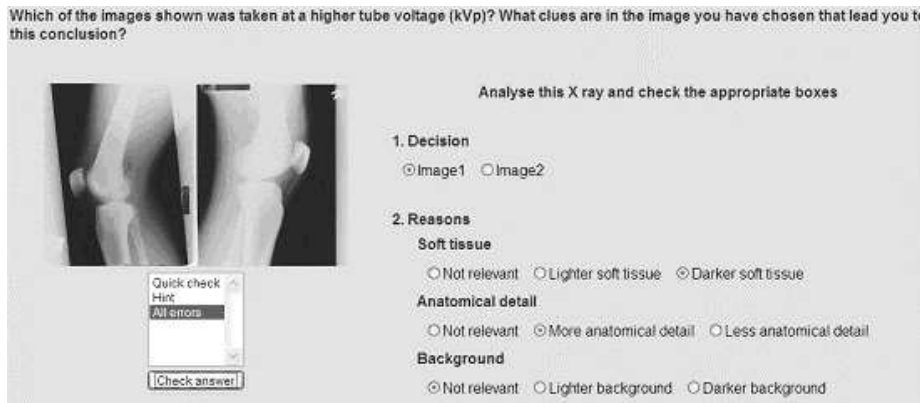 Which of the images shown was taken at a higher tube voltage (kVp)? What clues are in the image you have chosen that lead you t
this conclusion?
Analyse this X ray and check the appropriate boxes
1. Decision
Image1 Image2
2. Reasons
Soft tissue
Not relevant Lighter soft tissue Darker soft tissue
Anatomical detail
Not relevant More anatomical detail Less anatomical detail
Background
Not relevant Lighter background Darker background
Quick check
Hint
All errors
Check answer